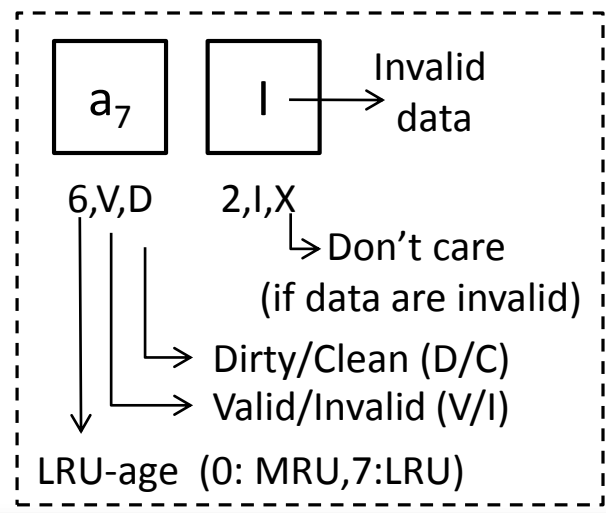 a₇ I Invalid
data
6,V,D 2,I,X
Don't care
(if data are invalid)
Dirty/Clean (D/C)
Valid/Invalid (V/I)
LRU-age (0: MRU,7:LRU)